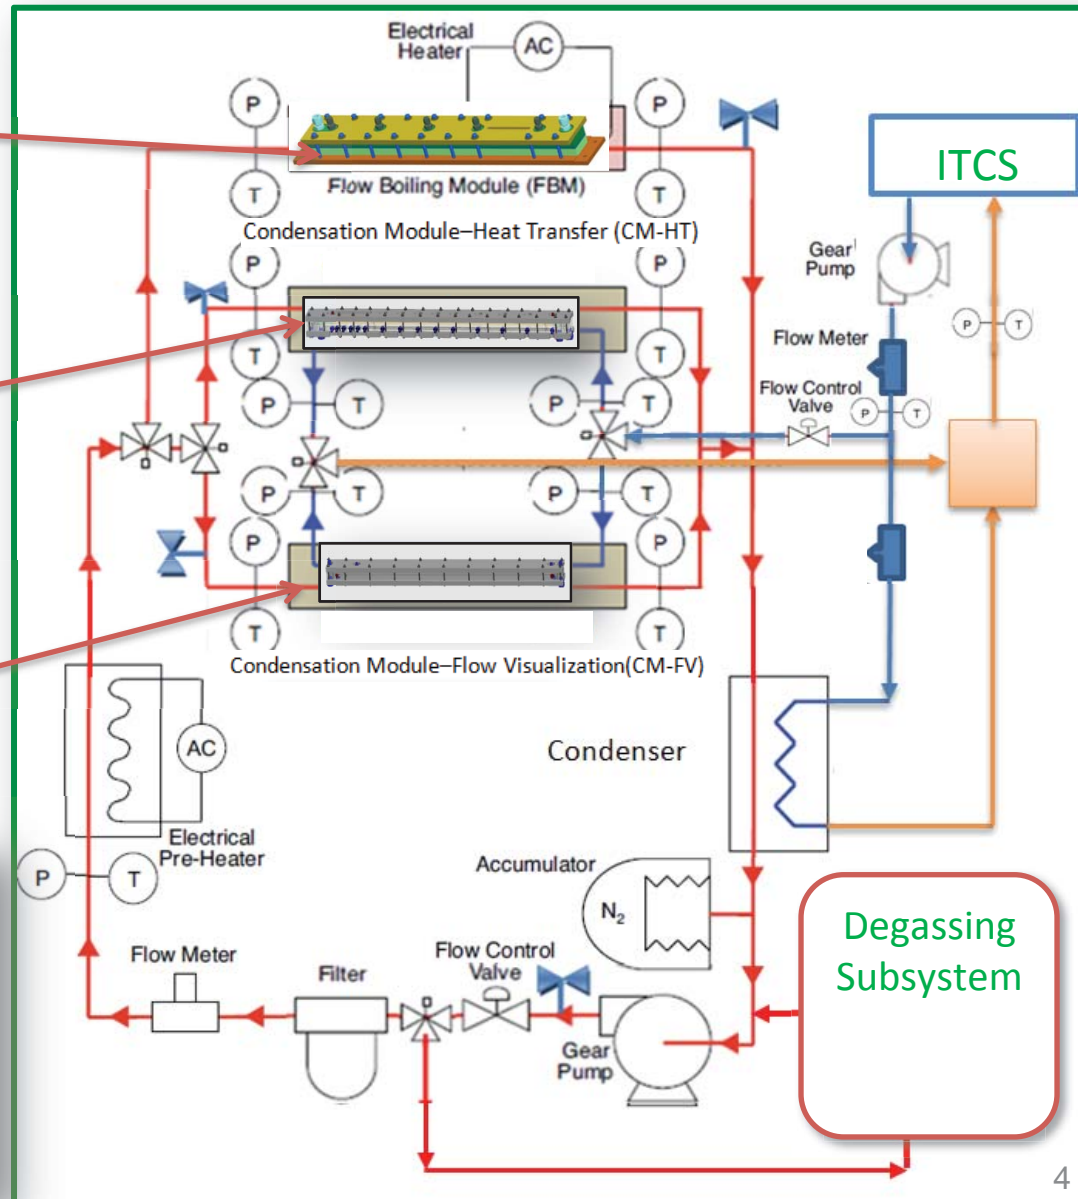 Electrical
Heater
AC
P
P
T
T
Flow Boiling Module (FBM)
Condensation Module–Heat Transfer (CM-HT)
ITCS
Gear
Pump
P
P
T
T
P
T
Flow Meter
Flow Control
Valve
P
T
P
T
P
T
P
T
P
T
P
P
T
T
Condensation Module–Flow Visualization(CM-FV)
AC
Electrical
Pre-Heater
P
T
Condenser
Accumulator
N2
Degassing
Subsystem
Flow Meter
Filter
Flow Control
Valve
Gear
Pump
4